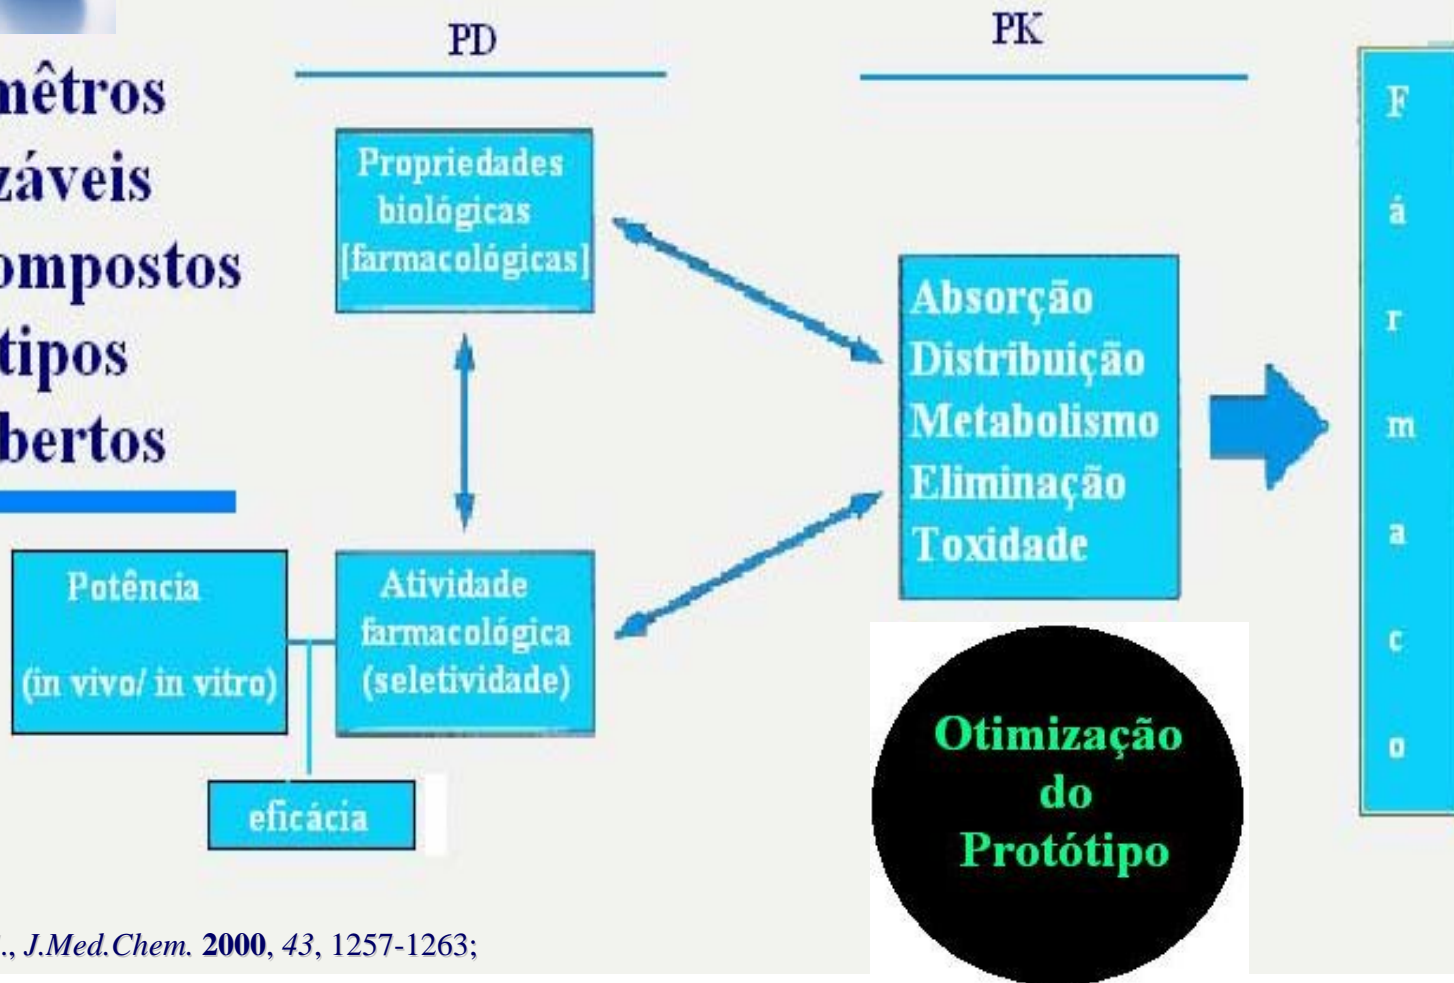 PD
PK
mêtros
záveis
ompostos
tipos
bertos
Propriedades
biológicas
[farmacológicas]
Absorção
Distribuição
Metabolismo
Eliminação
Toxidade
Potência
(in vivo/ in vitro)
Atividade
farmacológica
(seletividade)
eficácia
F
á
r
m
a
c
o
Otimização
do
Protótipo
., J.Med.Chem. 2000, 43, 1257-1263;